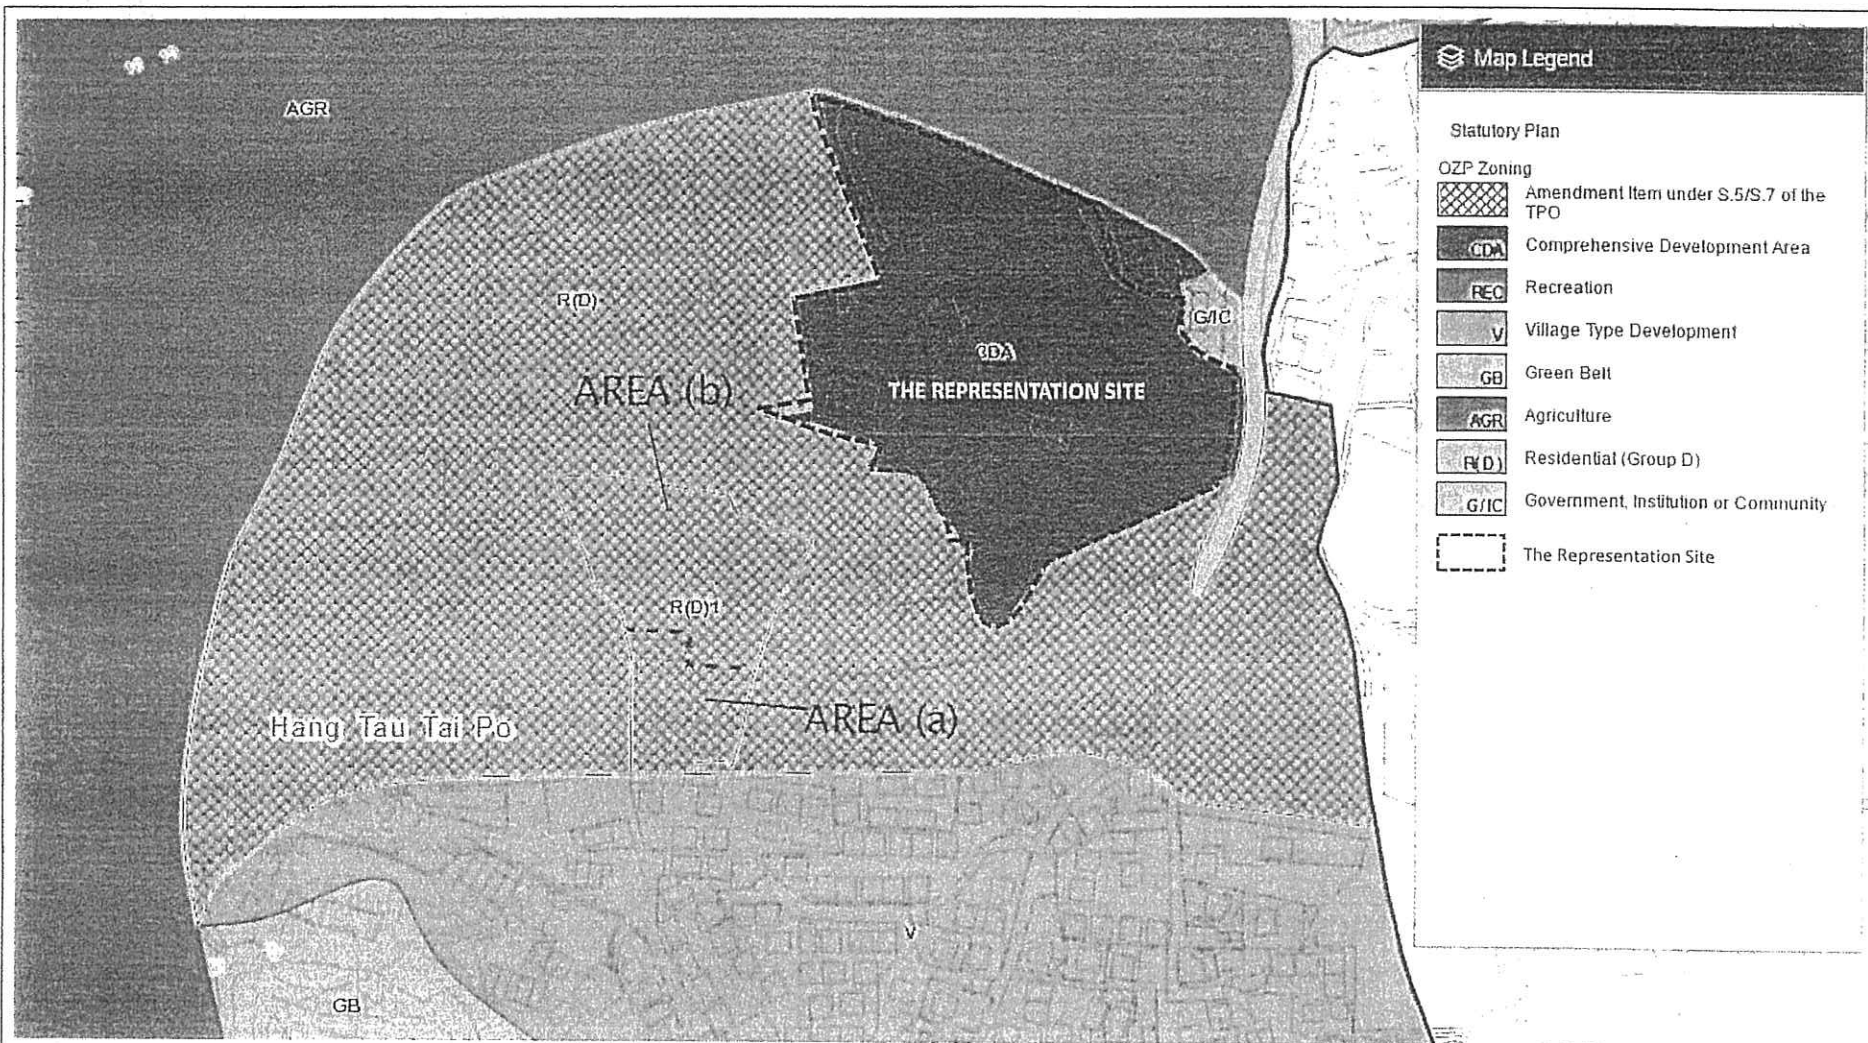 AGR
R(D)
AREA (b)
CDA
THE REPRESENTATION SITE
G/IC
R(D)1
AREA (a)
Hang Tau Tai Po
V
GB
Map Legend
Statutory Plan
OZP Zoning
Amendment Item under S.5/S.7 of the
TPO
CDA Comprehensive Development Area
REC Recreation
V Village Type Development
GB Green Belt
AGR Agriculture
R(D) Residential (Group D)
G/IC Government, Institution or Community
The Representation Site